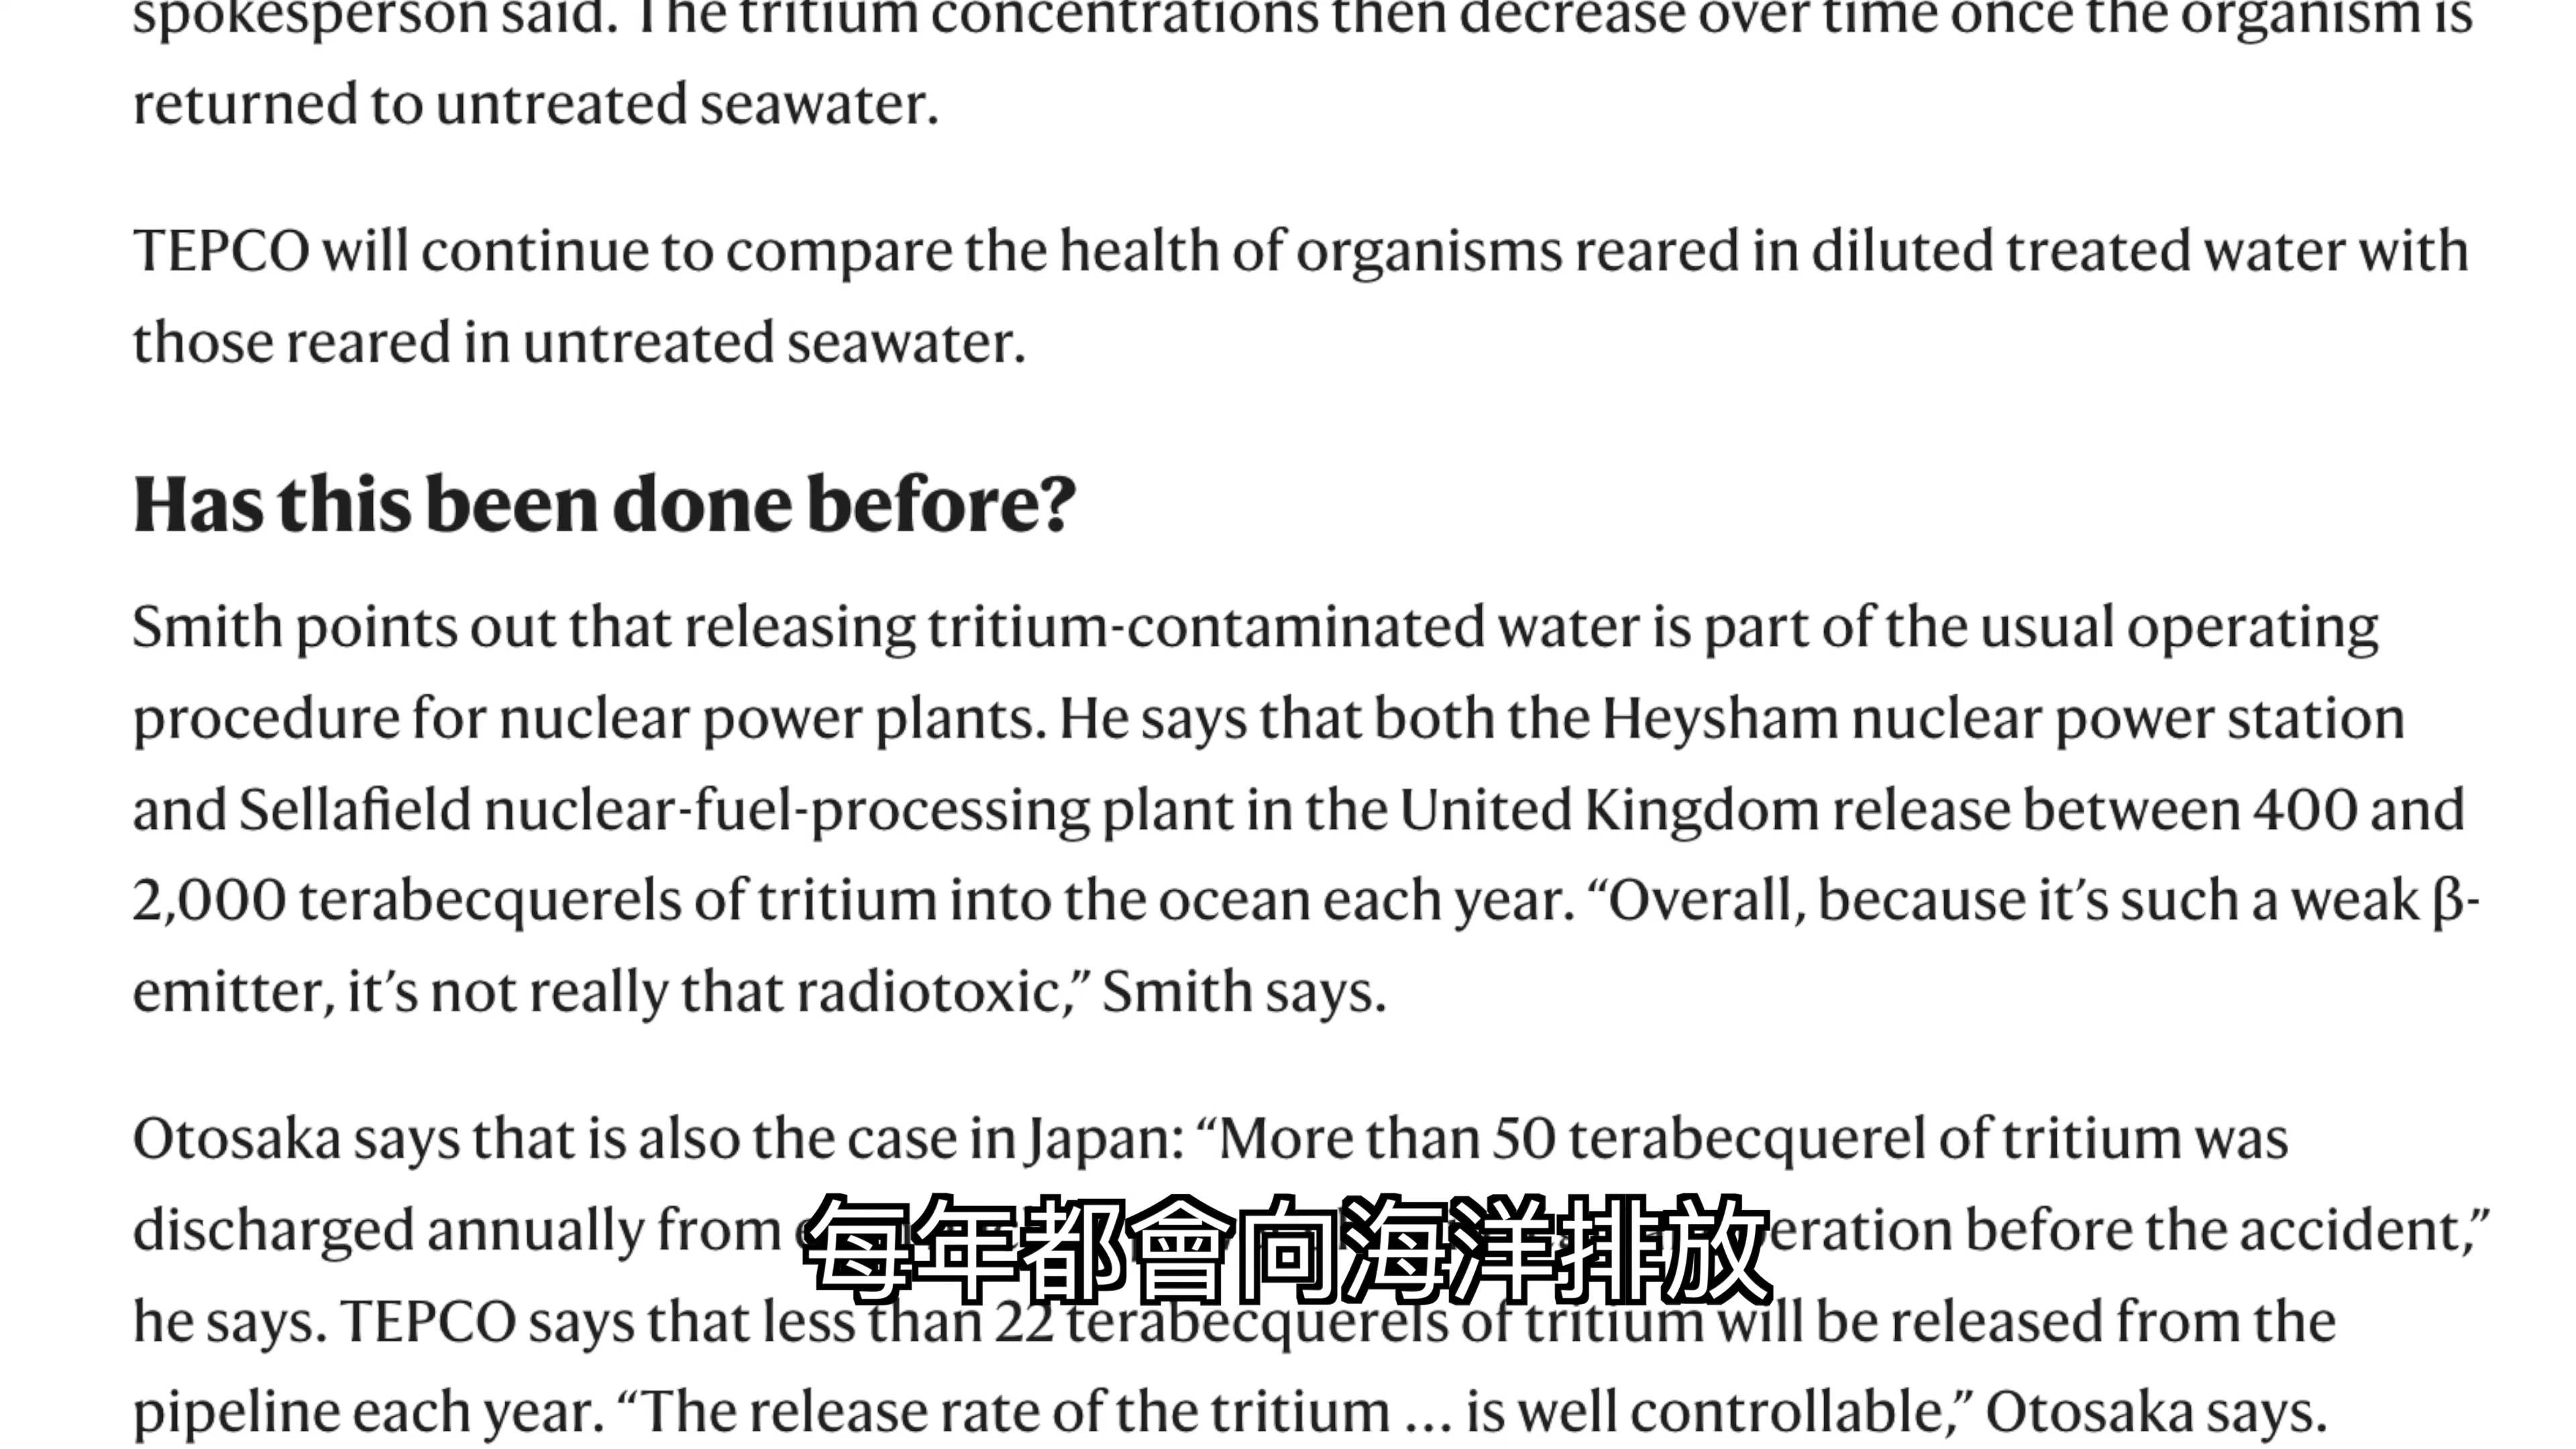 spokesperson said. The tritium concentrations then decrease over time once the organism is
returned to untreated seawater.
TEPCO will continue to compare the health of organisms reared in diluted treated water with
those reared in untreated seawater.
Has this been done before?
Smith points out that releasing tritium-contaminated water is part of the usual operating
procedure for nuclear power plants. He says that both the Heysham nuclear power station
and Sellafield nuclear-fuel-processing plant in the United Kingdom release between 400 and
2,000 terabecquerels of tritium into the ocean each year. “Overall, because it’s such a weak β-
emitter, it’s not really that radiotoxic,” Smith says.
Otosaka says that is also the case in Japan: “More than 50 terabecquerel of tritium was
discharged annually from eration before the accident,”
每年都會向海洋排放
he says. TEPCO says that less than 22 terabecquerels of tritium will be released from the
pipeline each year. “The release rate of the tritium … is well controllable,” Otosaka says.